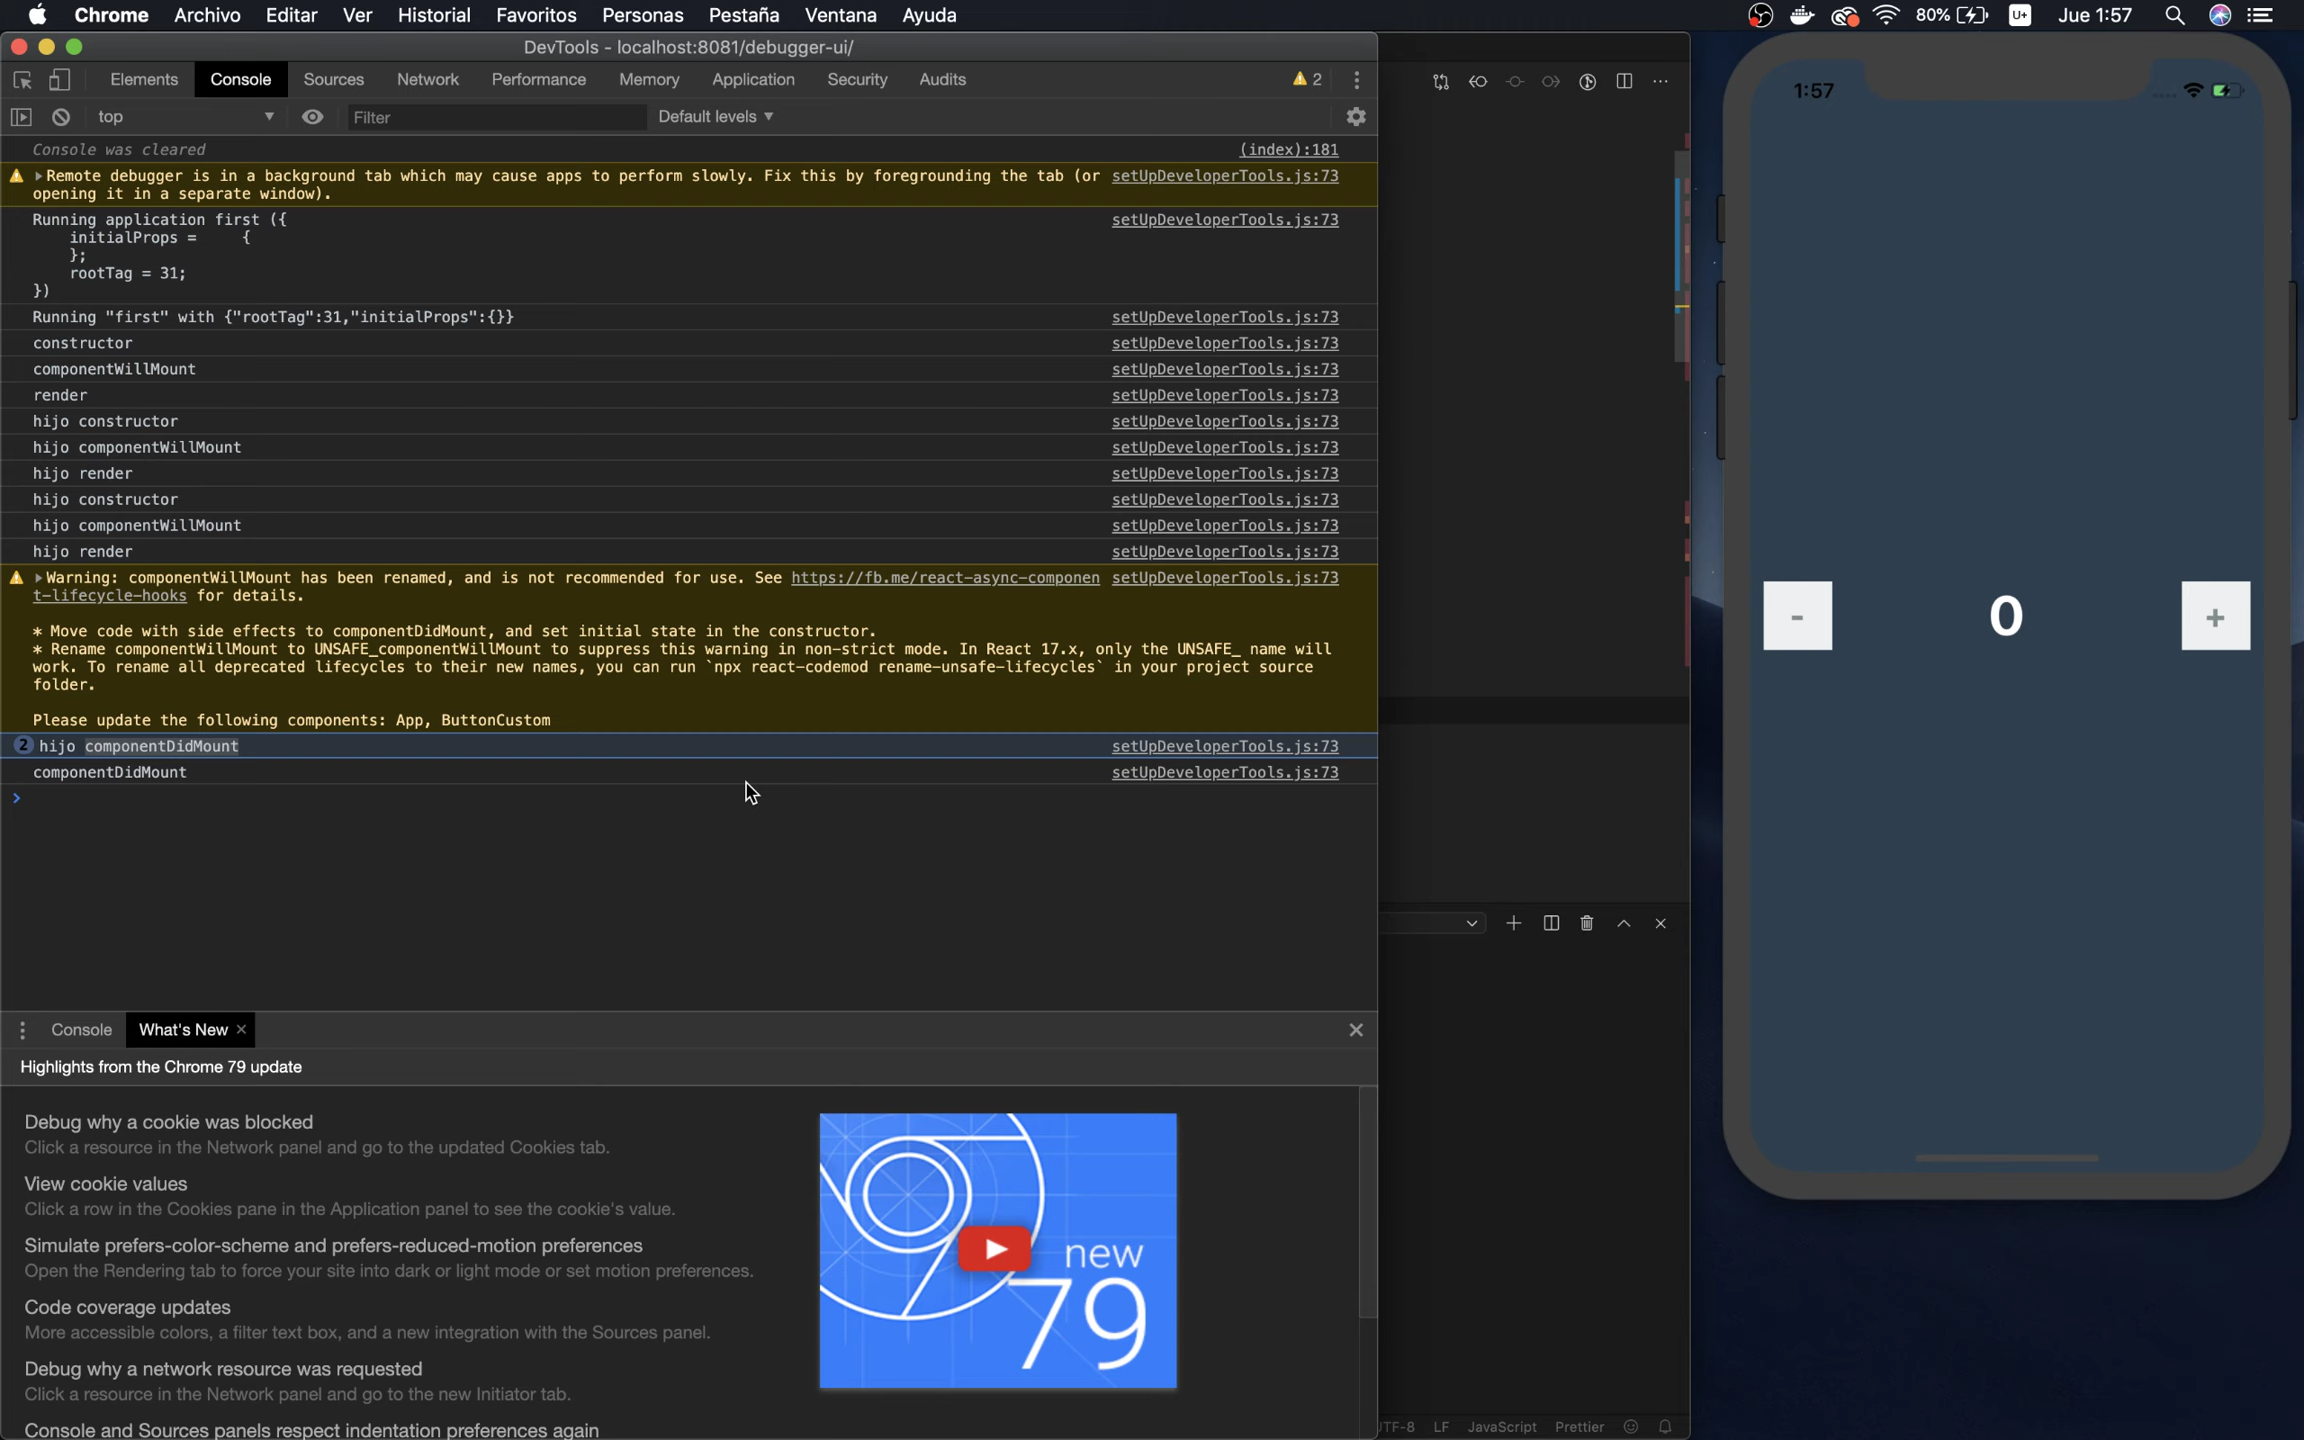 Chrome Archivo Editar Ver Historial Favoritos Personas Pestaña Ventana Ayuda 80% U+ Jue 1:57
DevTools - localhost:8081/debugger-ui/
Elements Console Sources Network Performance Memory Application Security Audits 2
top Filter Default levels ▼
Console was cleared (index):181
Remote debugger is in a background tab which may cause apps to perform slowly. Fix this by foregrounding the tab (or setUpDeveloperTools.js:73
opening it in a separate window).
Running application first ({ setUpDeveloperTools.js:73
initialProps = {
};
rootTag = 31;
})
Running "first" with {"rootTag":31,"initialProps":{}} setUpDeveloperTools.js:73
constructor setUpDeveloperTools.js:73
componentWillMount setUpDeveloperTools.js:73
render setUpDeveloperTools.js:73
hijo constructor setUpDeveloperTools.js:73
hijo componentWillMount setUpDeveloperTools.js:73
hijo render setUpDeveloperTools.js:73
hijo constructor setUpDeveloperTools.js:73
hijo componentWillMount setUpDeveloperTools.js:73
hijo render setUpDeveloperTools.js:73
Warning: componentWillMount has been renamed, and is not recommended for use. See https://fb.me/react-async-componen setUpDeveloperTools.js:73
t-lifecycle-hooks for details.
* Move code with side effects to componentDidMount, and set initial state in the constructor.
* Rename componentWillMount to UNSAFE_componentWillMount to suppress this warning in non-strict mode. In React 17.x, only the UNSAFE_ name will
work. To rename all deprecated lifecycles to their new names, you can run `npx react-codemod rename-unsafe-lifecycles` in your project source
folder.
Please update the following components: App, ButtonCustom
2 hijo componentDidMount setUpDeveloperTools.js:73
componentDidMount setUpDeveloperTools.js:73
Console What's New
Highlights from the Chrome 79 update
Debug why a cookie was blocked
Click a resource in the Network panel and go to the updated Cookies tab.
View cookie values
Click a row in the Cookies pane in the Application panel to see the cookie's value.
Simulate prefers-color-scheme and prefers-reduced-motion preferences
Open the Rendering tab to force your site into dark or light mode or set motion preferences.
Code coverage updates
More accessible colors, a filter text box, and a new integration with the Sources panel.
Debug why a network resource was requested
Click a resource in the Network panel and go to the new Initiator tab.
Console and Sources panels respect indentation preferences again
new
79
UTF-8 LF JavaScript Prettier
1:57
- 0 +